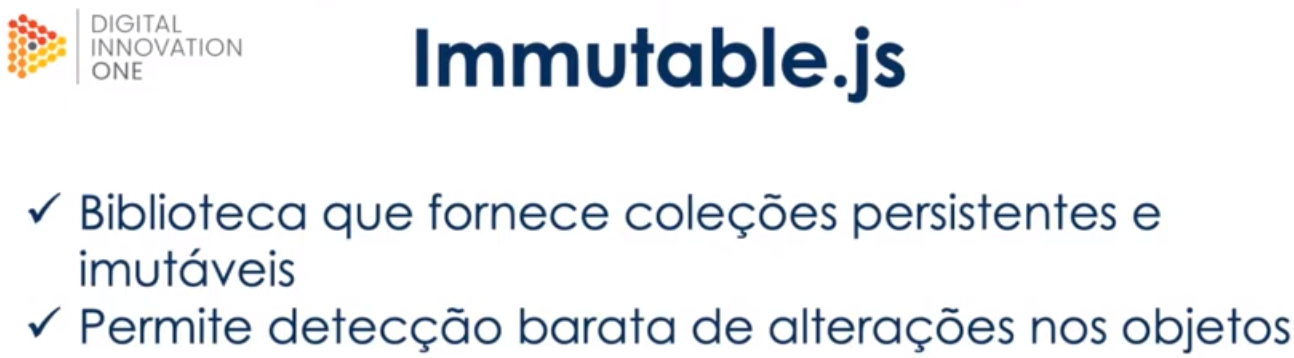 DIGITAL
INNOVATION
ONE
Immutable.js
✓ Biblioteca que fornece coleções persistentes e
imutáveis
✓ Permite detecção barata de alterações nos objetos